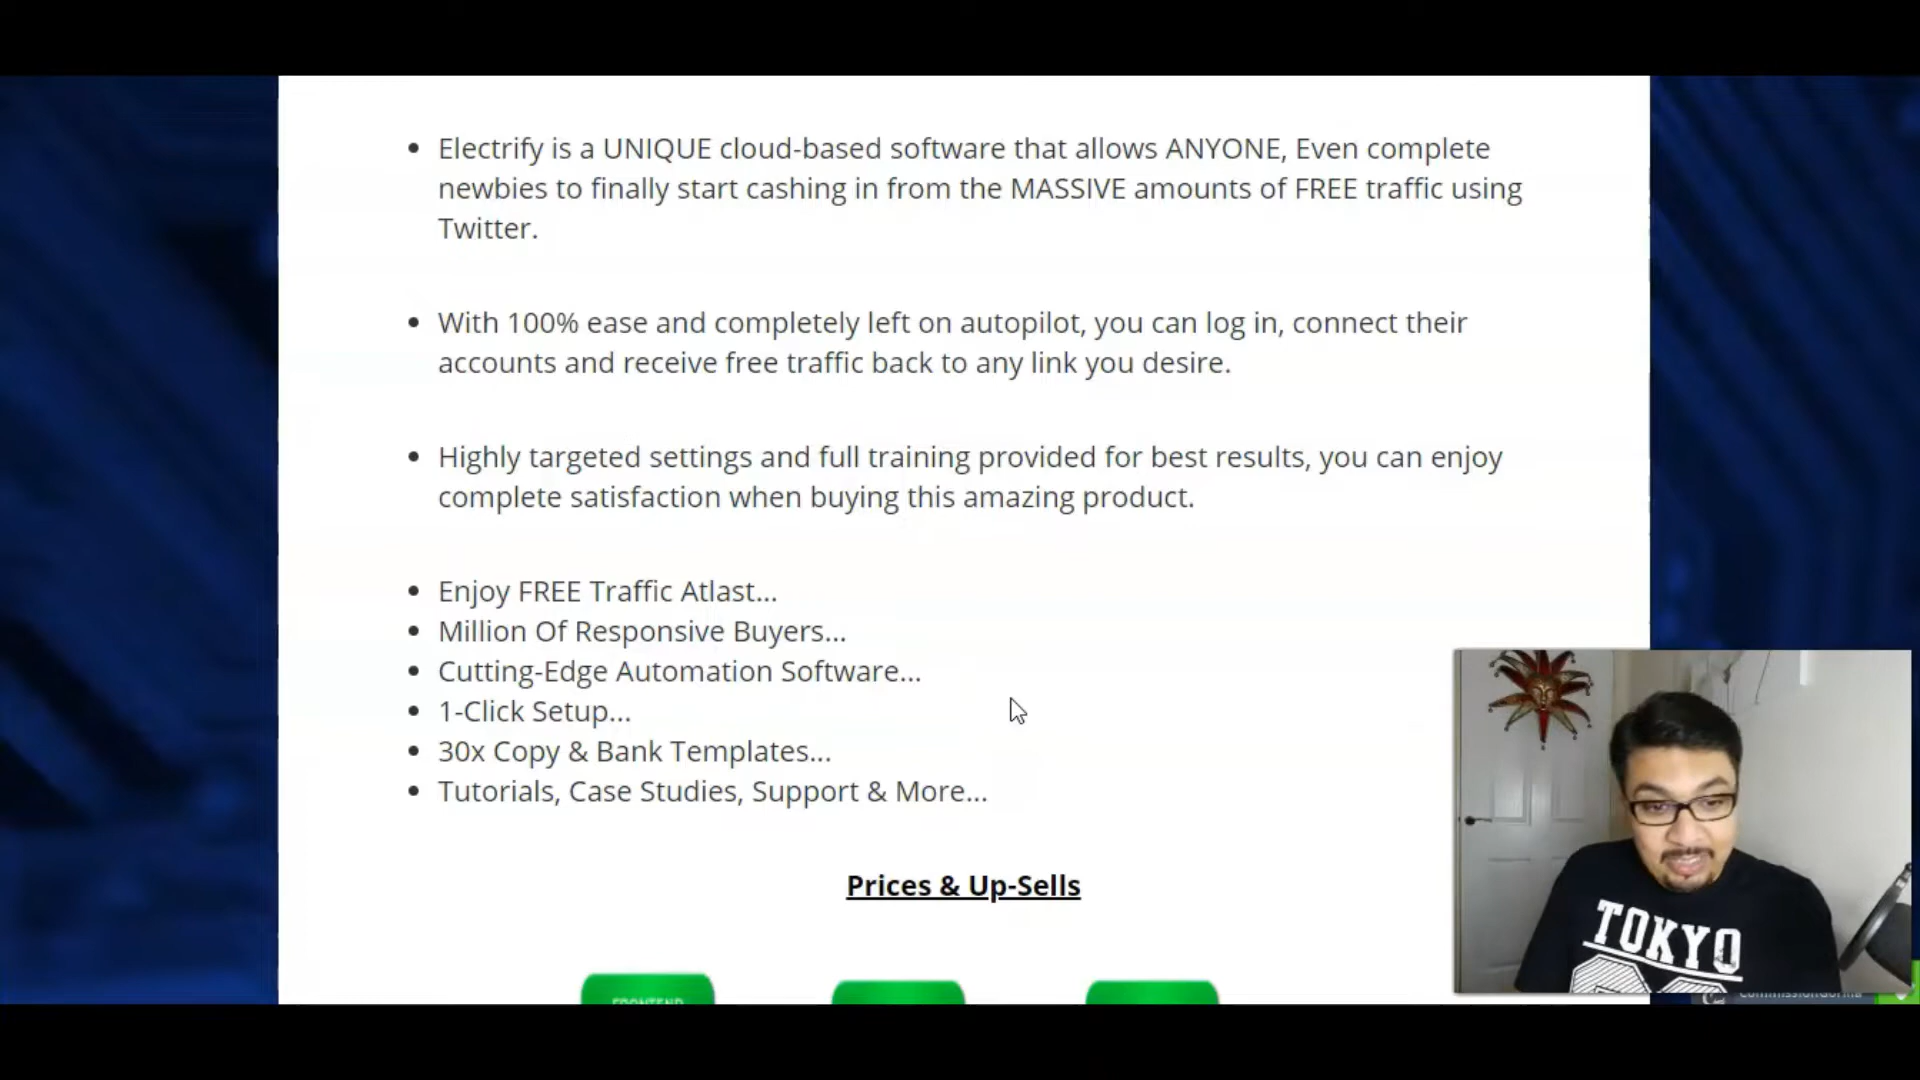 Electrify is a UNIQUE cloud-based software that allows ANYONE, Even complete
newbies to finally start cashing in from the MASSIVE amounts of FREE traffic using
Twitter.
With 100% ease and completely left on autopilot, you can log in, connect their
accounts and receive free traffic back to any link you desire.
Highly targeted settings and full training provided for best results, you can enjoy
complete satisfaction when buying this amazing product.
Enjoy FREE Traffic Atlast...
Million Of Responsive Buyers...
Cutting-Edge Automation Software...
1-Click Setup...
30x Copy & Bank Templates...
Tutorials, Case Studies, Support & More...
Prices & Up-Sells
FRONTEND
TOKYO